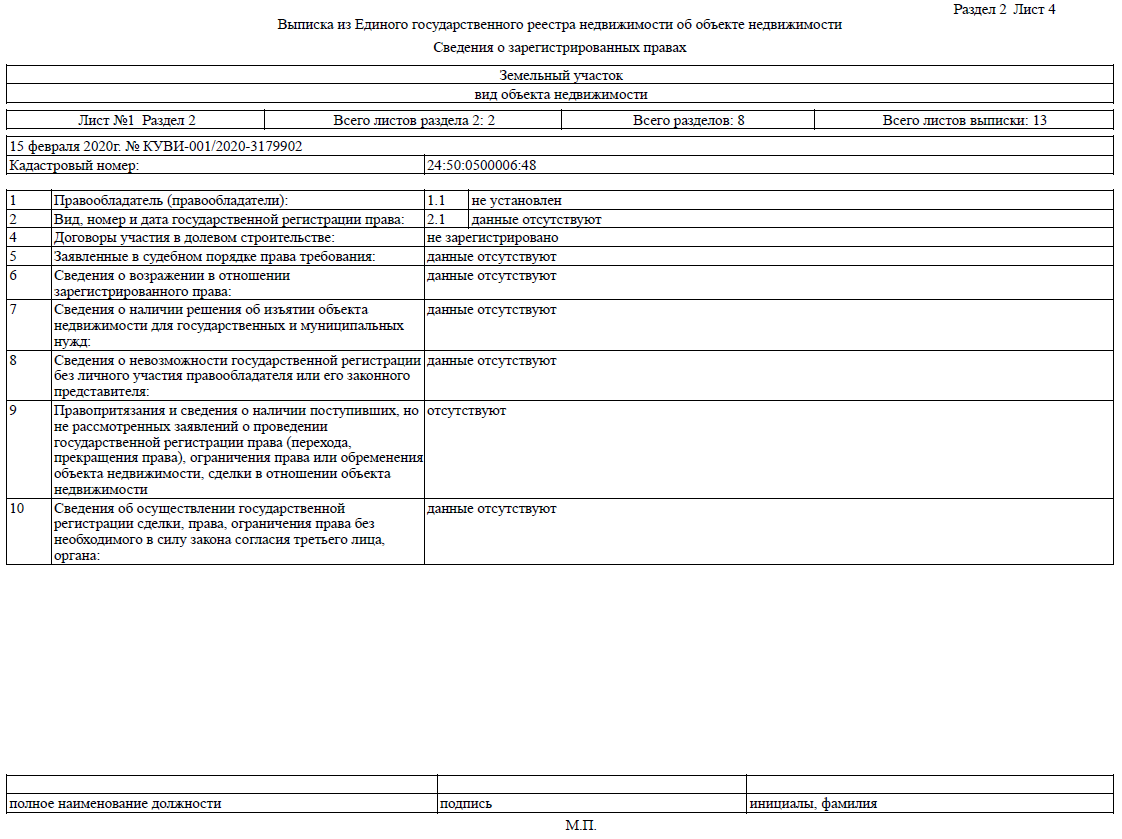 Раздел 2 Лист 4
Выписка из Единого государственного реестра недвижимости об объекте недвижимости
Сведения о зарегистрированных правах
Земельный участок
вид объекта недвижимости
Лист №1 Раздел 2 Всего листов раздела 2: 2 Всего разделов: 8 Всего листов выписки: 13
15 февраля 2020г. № КУВИ-001/2020-3179902
Кадастровый номер: 24:50:0500006:48
1 Правообладатель (правообладатели): 1.1 не установлен
2 Вид, номер и дата государственной регистрации права: 2.1 данные отсутствуют
4 Договоры участия в долевом строительстве: не зарегистрировано
5 Заявленные в судебном порядке права требования: данные отсутствуют
6 Сведения о возражении в отношении данные отсутствуют
зарегистрированного права:
7 Сведения о наличии решения об изъятии объекта данные отсутствуют
недвижимости для государственных и муниципальных
нужд:
8 Сведения о невозможности государственной регистрации данные отсутствуют
без личного участия правообладателя или его законного
представителя:
9 Правопритязания и сведения о наличии поступивших, но отсутствуют
не рассмотренных заявлений о проведении
государственной регистрации права (перехода,
прекращения права), ограничения права или обременения
объекта недвижимости, сделки в отношении объекта
недвижимости
10 Сведения об осуществлении государственной данные отсутствуют
регистрации сделки, права, ограничения права без
необходимого в силу закона согласия третьего лица,
органа:
полное наименование должности подпись инициалы, фамилия
М.П.